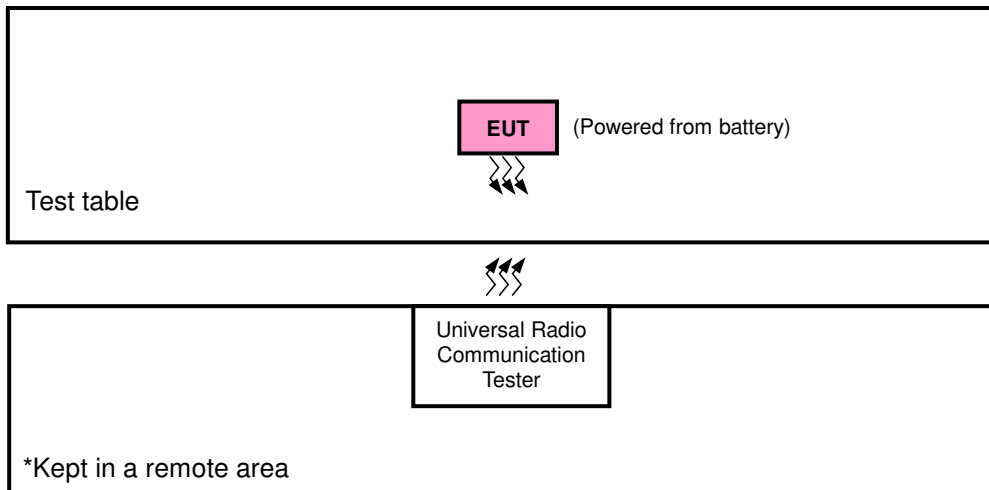 EUT
(Powered from battery)
Test table
Universal Radio
Communication
Tester
*Kept in a remote area